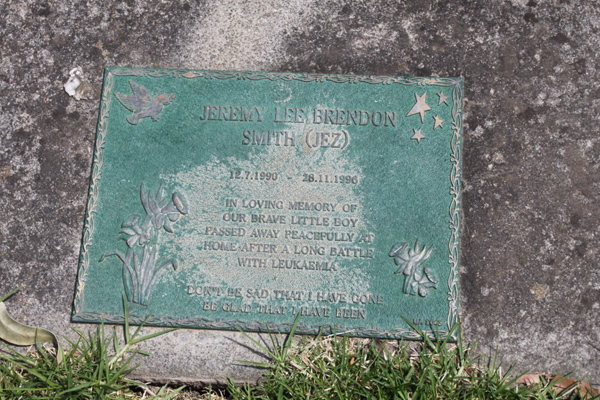 JEREMY LEE BRENDON
SMITH (JEZ)
12.7.1990 - 28.11.1996
IN LOVING MEMORY OF
OUR BRAVE LITTLE BOY
PASSED AWAY PEACEFULLY AT
HOME AFTER A LONG BATTLE
WITH LEUKAEMIA
DON'T BE SAD THAT I HAVE GONE
BE GLAD THAT I HAVE BEEN